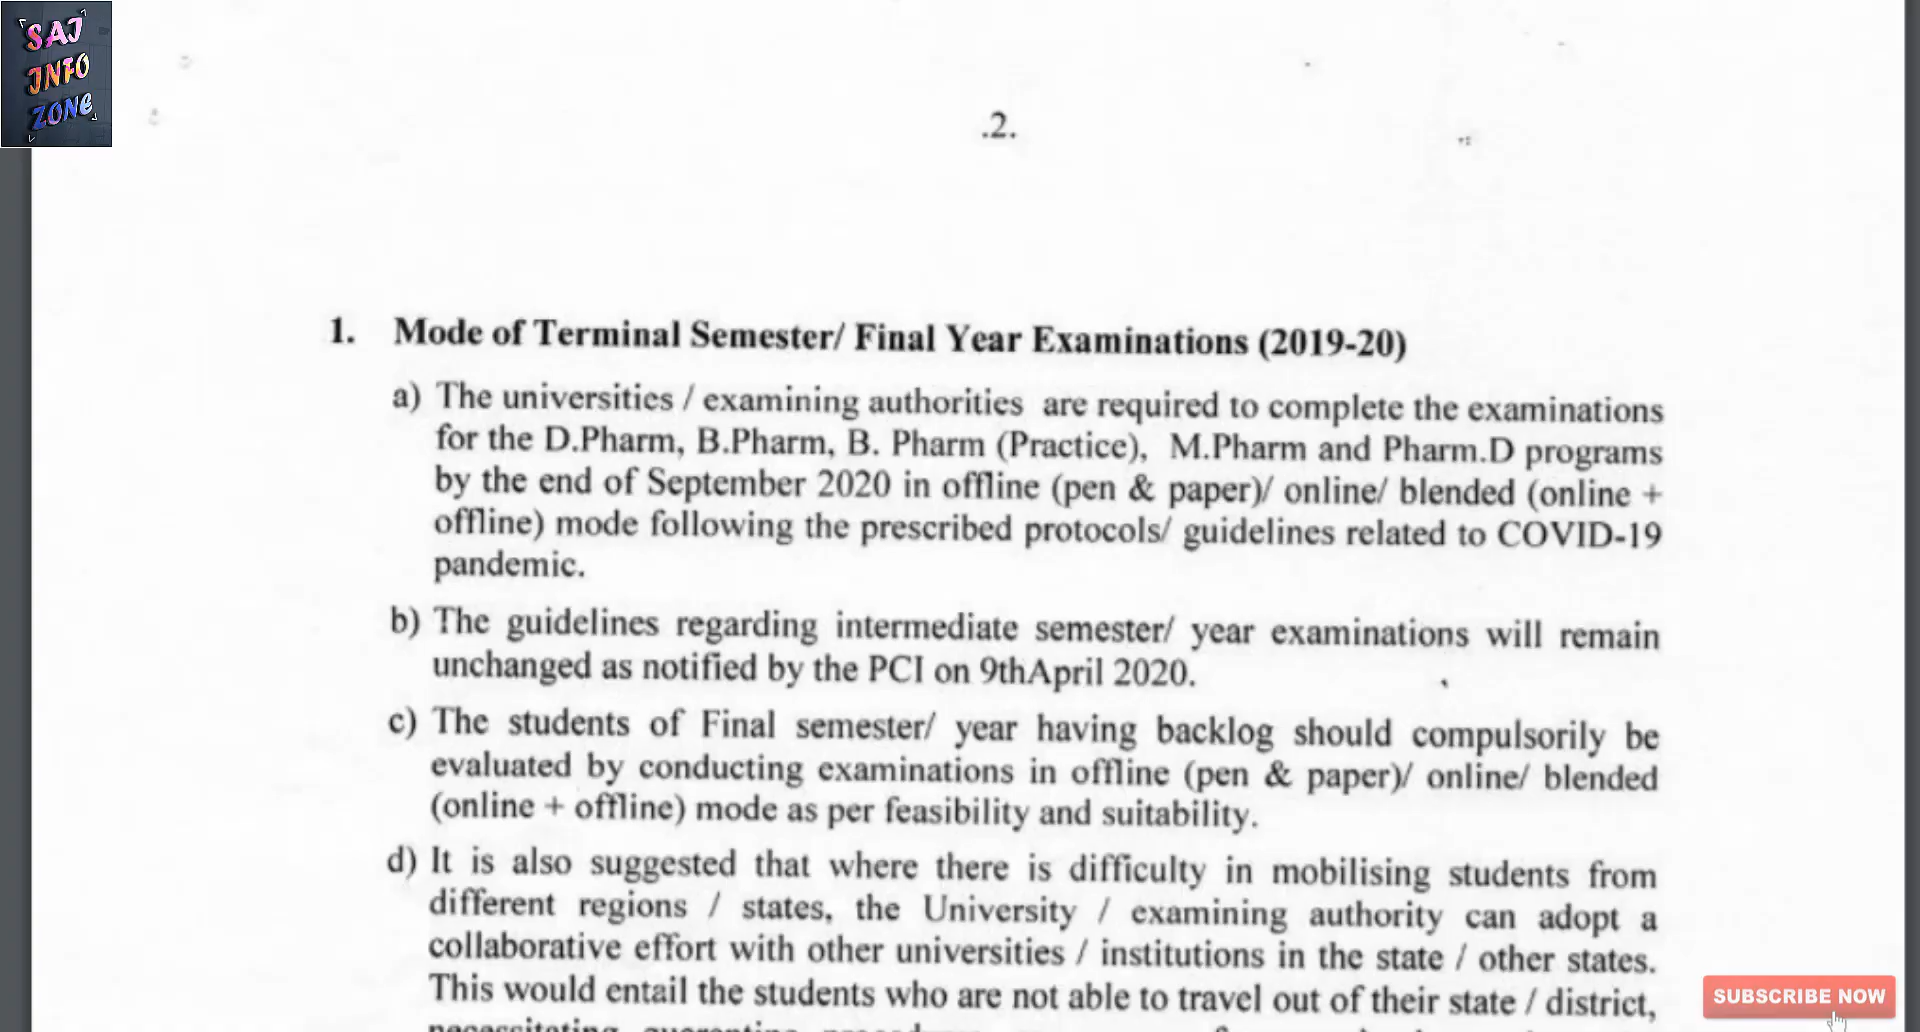 SAJ
INFO
ZONE
.2.
1. Mode of Terminal Semester/ Final Year Examinations (2019-20)
a) The universities / examining authorities are required to complete the examinations
for the D.Pharm, B.Pharm, B. Pharm (Practice), M.Pharm and Pharm.D programs
by the end of September 2020 in offline (pen & paper)/ online/ blended (online +
offline) mode following the prescribed protocols/ guidelines related to COVID-19
pandemic.
b) The guidelines regarding intermediate semester/ year examinations will remain
unchanged as notified by the PCI on 9thApril 2020.
c) The students of Final semester/ year having backlog should compulsorily be
evaluated by conducting examinations in offline (pen & paper)/ online/ blended
(online + offline) mode as per feasibility and suitability.
d) It is also suggested that where there is difficulty in mobilising students from
different regions / states, the University / examining authority can adopt a
collaborative effort with other universities / institutions in the state / other states.
This would entail the students who are not able to travel out of their state / district,
SUBSCRIBE NOW